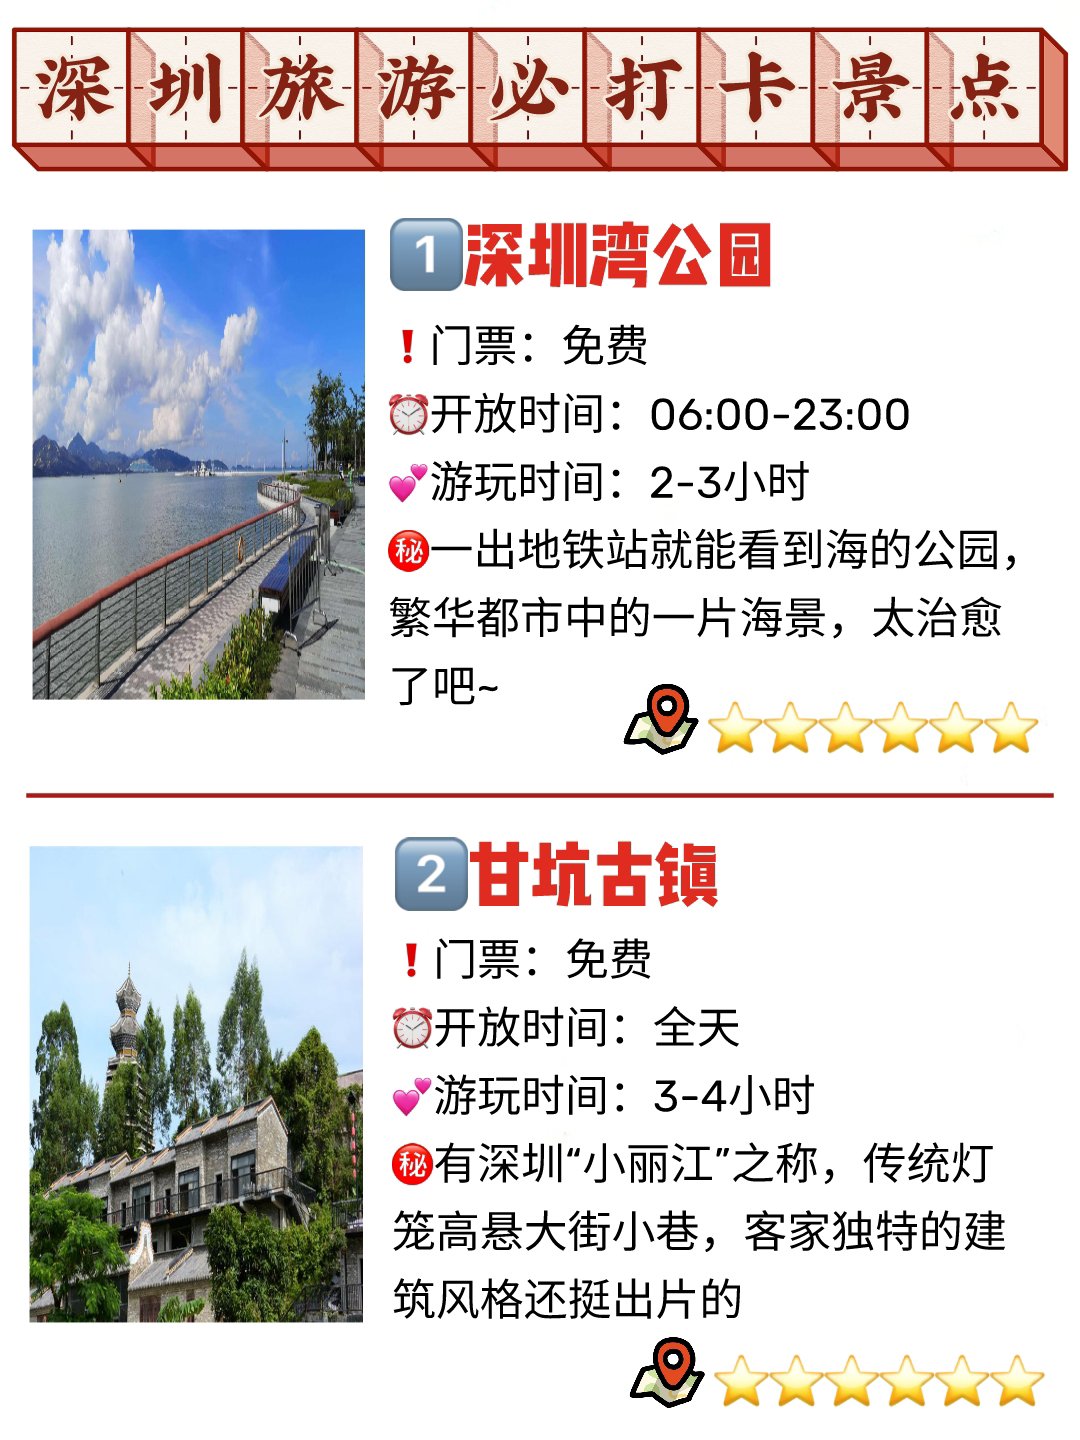 深圳旅游必打卡景点
1深圳湾公园
❗门票：免费
⏰开放时间：06:00-23:00
💕游玩时间：2-3小时
㊙一出地铁站就能看到海的公园，
繁华都市中的一片海景，太治愈
了吧~
⭐⭐⭐⭐⭐⭐
2甘坑古镇
❗门票：免费
⏰开放时间：全天
💕游玩时间：3-4小时
㊙有深圳“小丽江”之称，传统灯
笼高悬大街小巷，客家独特的建
筑风格还挺出片的
⭐⭐⭐⭐⭐⭐